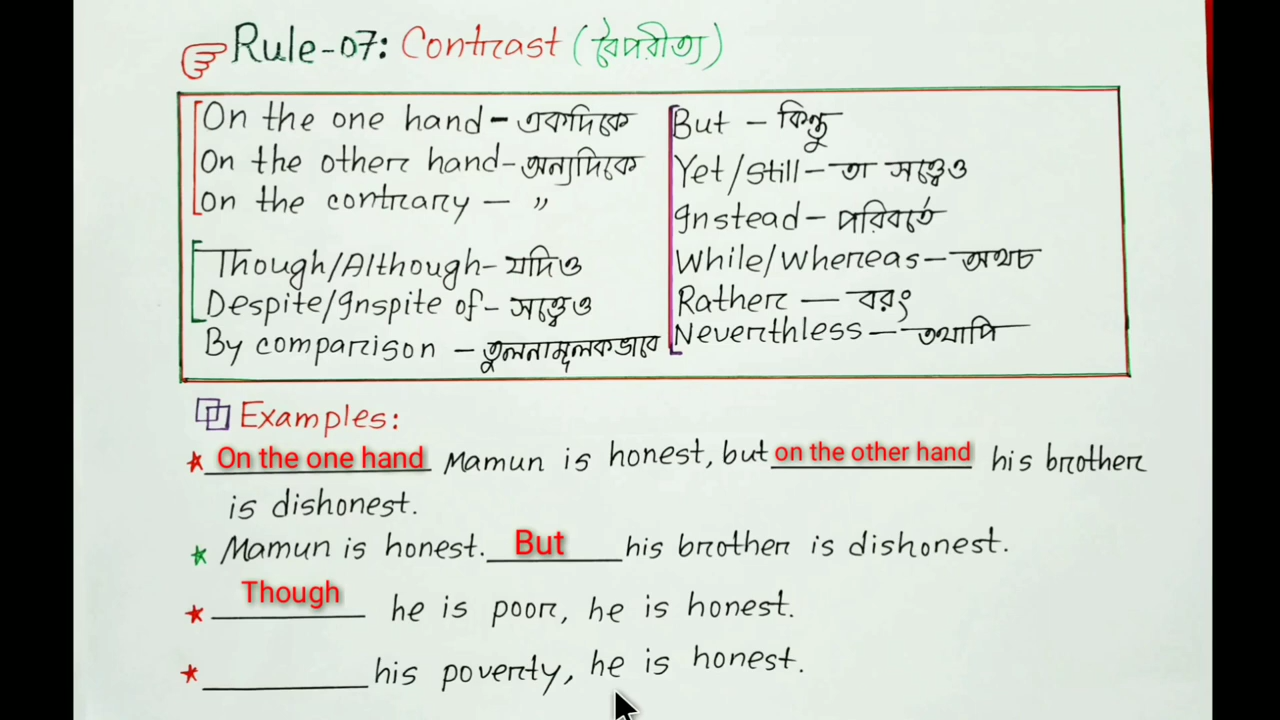 Rule-07: Contrast (বৈপরীত্য)
On the one hand - একদিকে
On the other hand - অন্যদিকে
On the contrary - ”
Though/Although - যদিও
Despite/Inspite of - সত্ত্বেও
By comparison - তুলনামূলকভাবে
But - কিন্তু
Yet/Still - তা সত্ত্বেও
Instead - পরিবর্তে
While/Whereas - অথচ
Rather - বরং
Neverthless - তথাপি
Examples:
On the one hand Mamun is honest, but on the other hand his brother
is dishonest.
Mamun is honest. But his brother is dishonest.
Though he is poor, he is honest.
his poverty, he is honest.